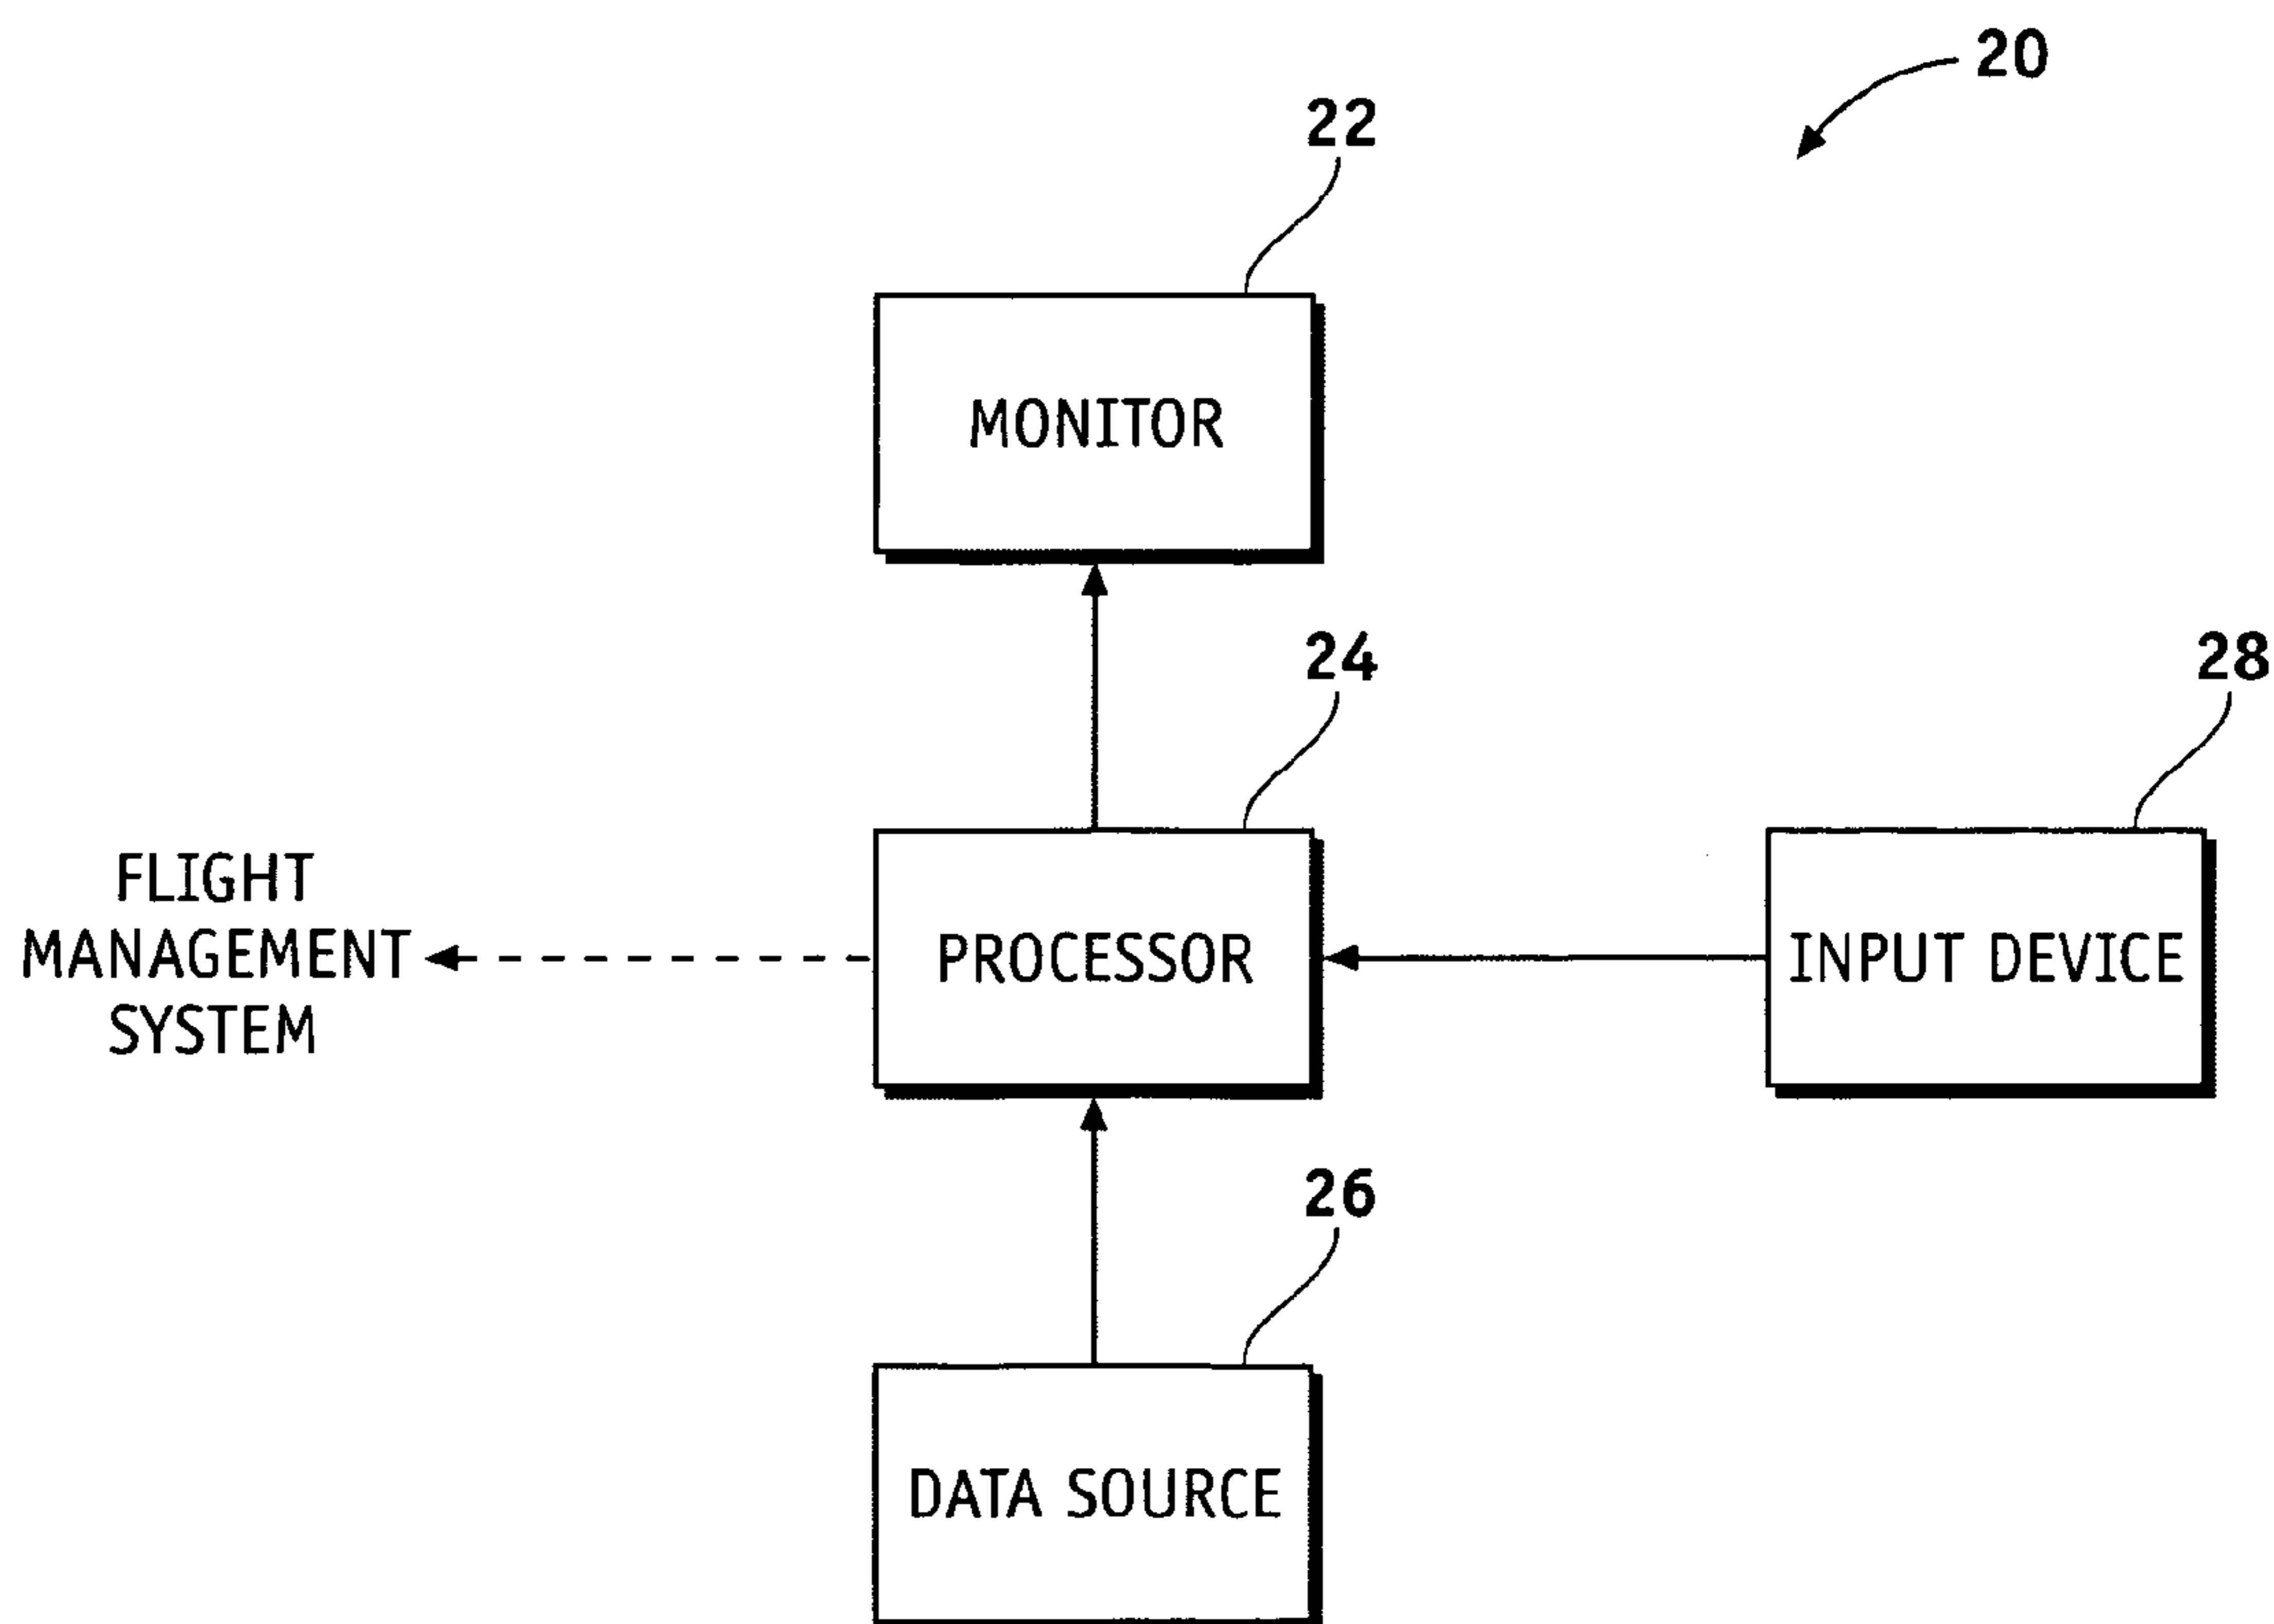 20
22
MONITOR
24
28
FLIGHT
MANAGEMENT
SYSTEM
PROCESSOR
INPUT DEVICE
26
DATA SOURCE